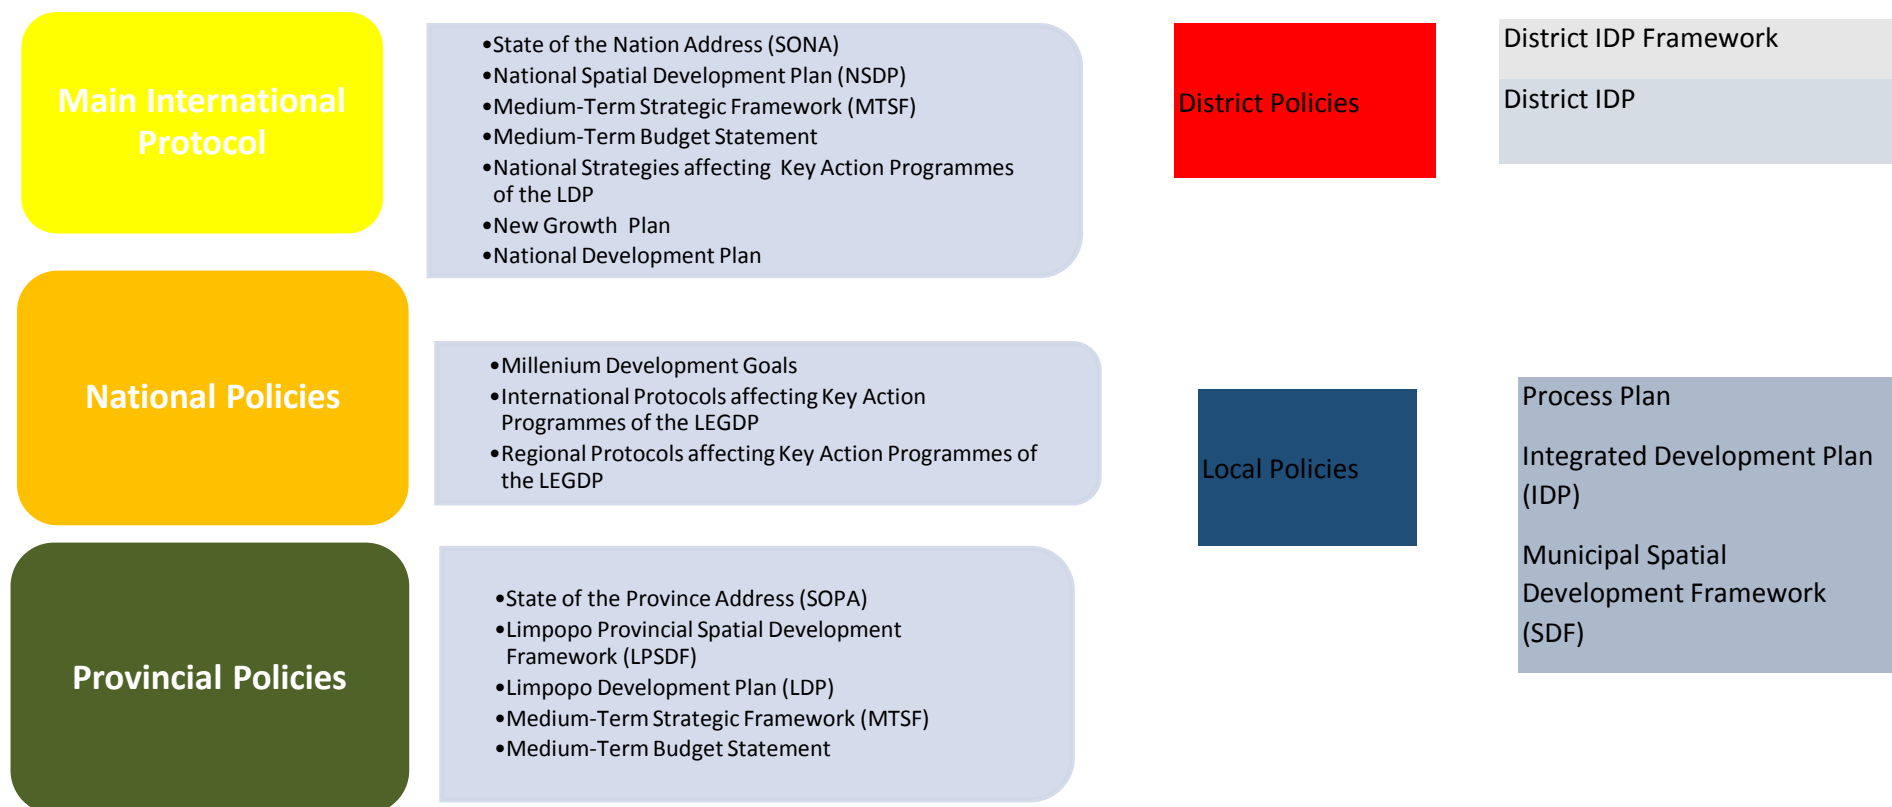 Main International
Protocol
•State of the Nation Address (SONA)
•National Spatial Development Plan (NSDP)
•Medium-Term Strategic Framework (MTSF)
•Medium-Term Budget Statement
•National Strategies affecting Key Action Programmes
of the LDP
•New Growth Plan
•National Development Plan
National Policies
•Millenium Development Goals
•International Protocols affecting Key Action
Programmes of the LEGDP
•Regional Protocols affecting Key Action Programmes of
the LEGDP
Provincial Policies
•State of the Province Address (SOPA)
•Limpopo Provincial Spatial Development
Framework (LPSDF)
•Limpopo Development Plan (LDP)
•Medium-Term Strategic Framework (MTSF)
•Medium-Term Budget Statement
District Policies
District IDP Framework
District IDP
Local Policies
Process Plan
Integrated Development Plan
(IDP)
Municipal Spatial
Development Framework
(SDF)